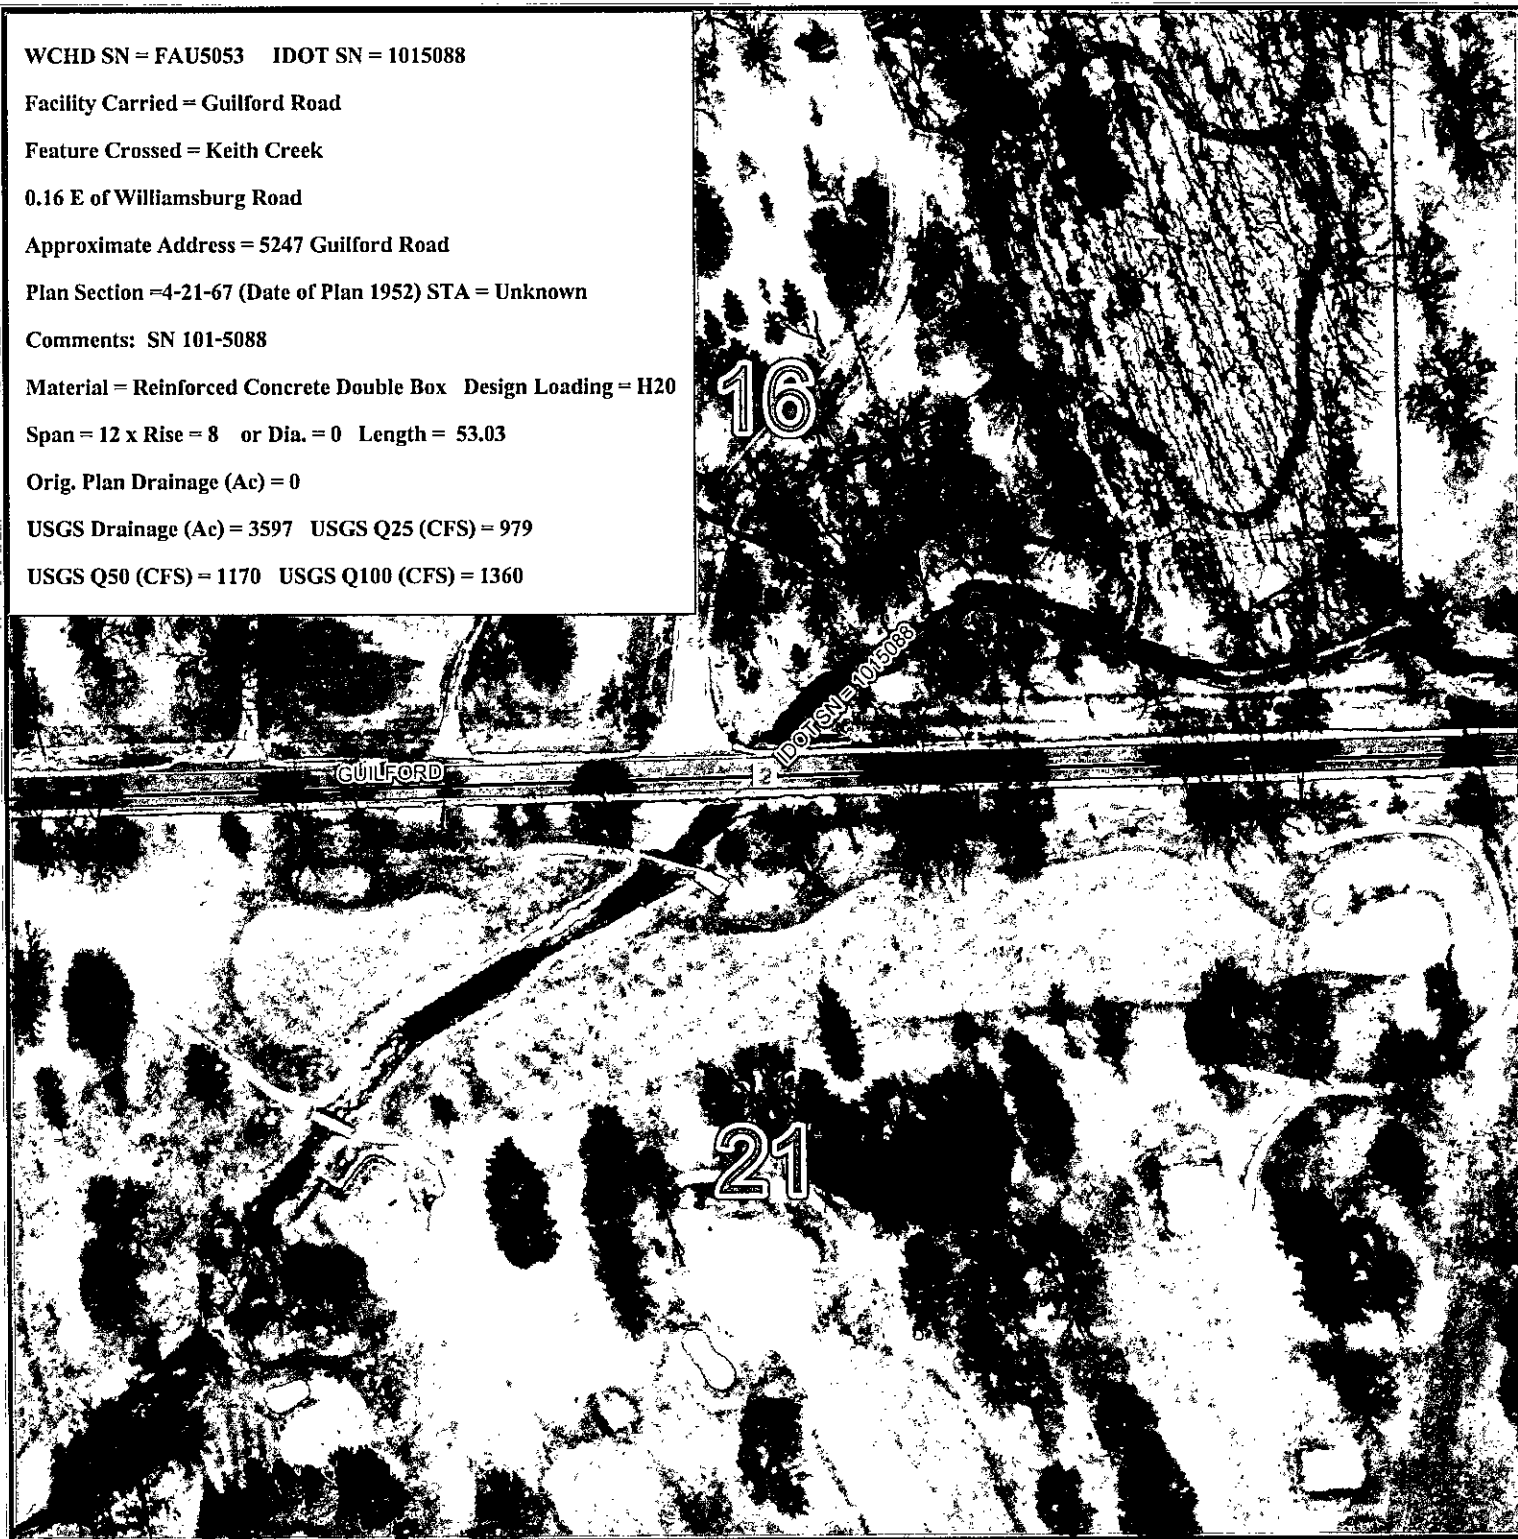 WCHD SN = FAU5053 IDOT SN = 1015088
Facility Carried = Guilford Road
Feature Crossed = Keith Creek
0.16 E of Williamsburg Road
Approximate Address = 5247 Guilford Road
Plan Section =4-21-67 (Date of Plan 1952) STA = Unknown
Comments: SN 101-5088
Material = Reinforced Concrete Double Box Design Loading = H20
Span = 12 x Rise = 8 or Dia. = 0 Length = 53.03
Orig. Plan Drainage (Ac) = 0
USGS Drainage (Ac) = 3597 USGS Q25 (CFS) = 979
USGS Q50 (CFS) = 1170 USGS Q100 (CFS) = 1360
16
IDOT SN = 1015088
GUILFORD
2
21